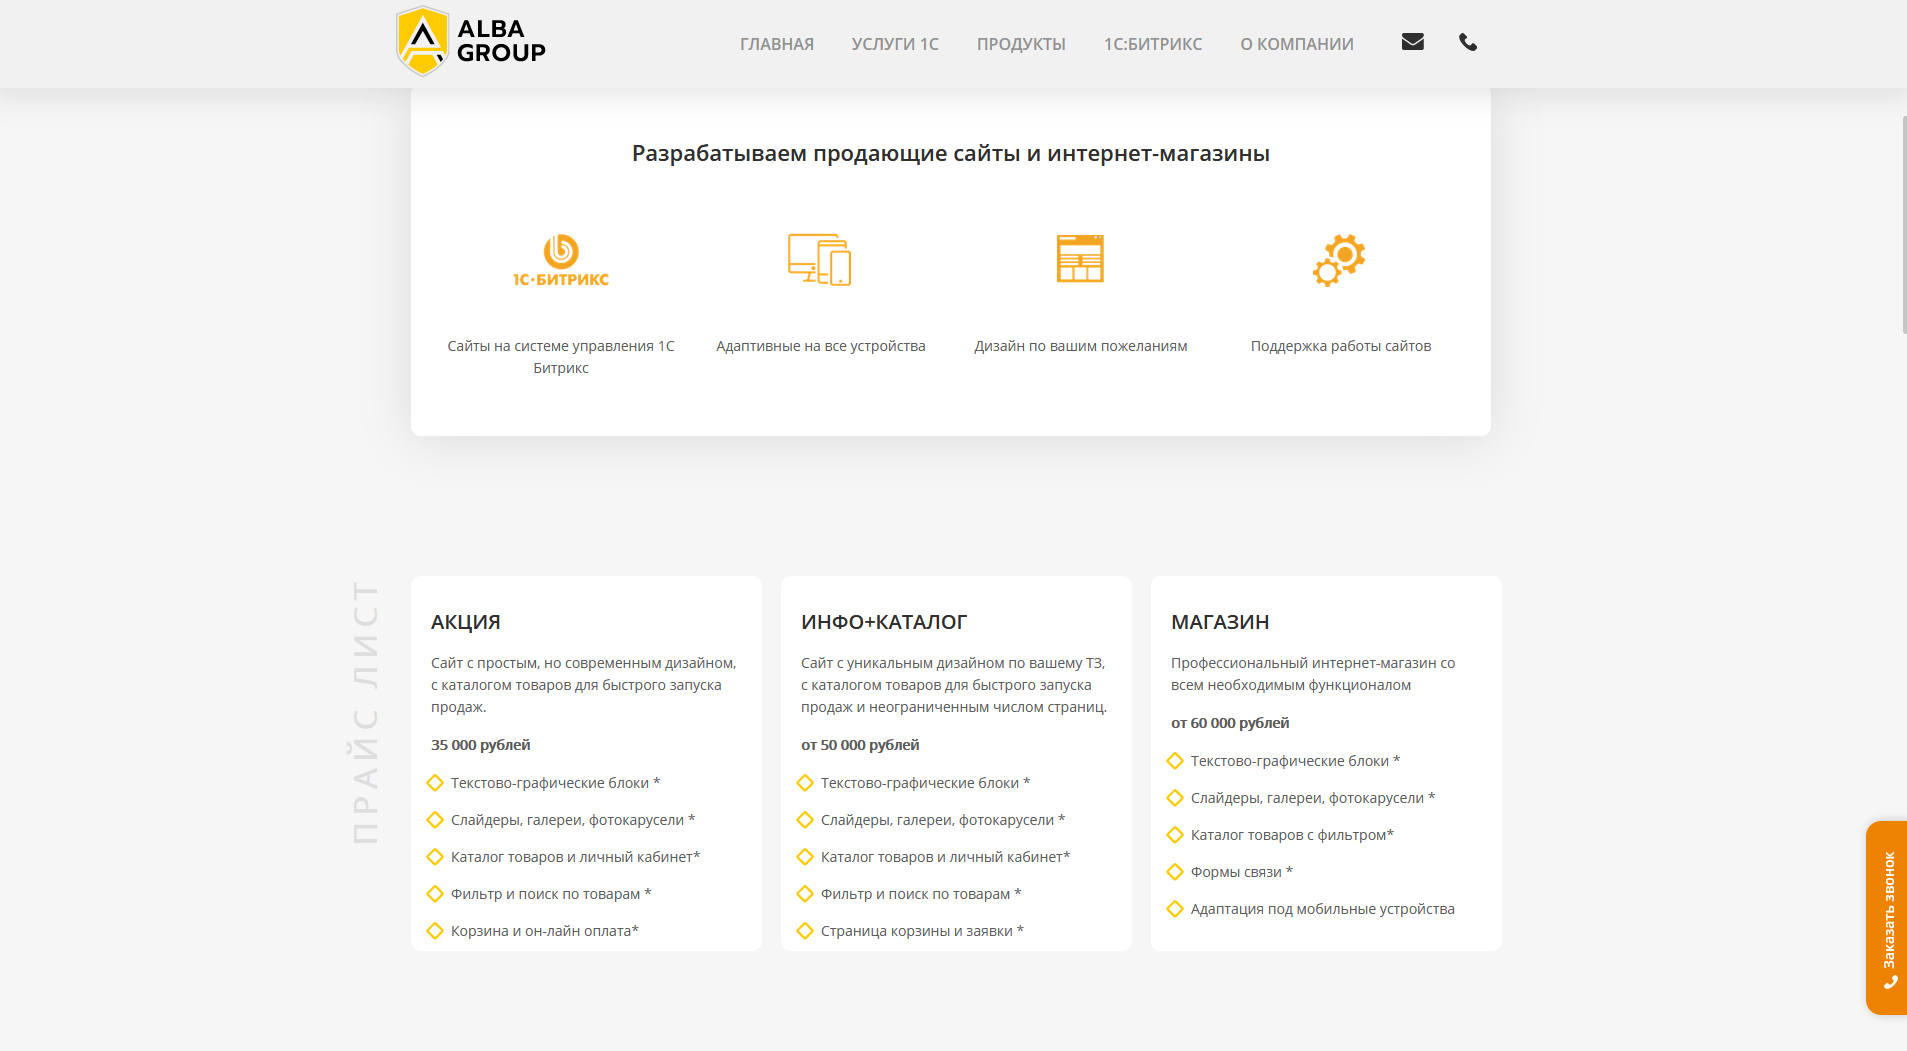 ALBA
GROUP
ГЛАВНАЯ
УСЛУГИ 1С
ПРОДУКТЫ
1С:БИТРИКС
О КОМПАНИИ
Разрабатываем продающие сайты и интернет-магазины
1С·БИТРИКС
Сайты на системе управления 1С
Битрикс
Адаптивные на все устройства
Дизайн по вашим пожеланиям
Поддержка работы сайтов
ПРАЙС ЛИСТ
АКЦИЯ
Сайт с простым, но современным дизайном,
с каталогом товаров для быстрого запуска
продаж.
35 000 рублей
Текстово-графические блоки *
Слайдеры, галереи, фотокарусели *
Каталог товаров и личный кабинет*
Фильтр и поиск по товарам *
Корзина и он-лайн оплата*
ИНФО+КАТАЛОГ
Сайт с уникальным дизайном по вашему ТЗ,
с каталогом товаров для быстрого запуска
продаж и неограниченным числом страниц.
от 50 000 рублей
Текстово-графические блоки *
Слайдеры, галереи, фотокарусели *
Каталог товаров и личный кабинет*
Фильтр и поиск по товарам *
Страница корзины и заявки *
МАГАЗИН
Профессиональный интернет-магазин со
всем необходимым функционалом
от 60 000 рублей
Текстово-графические блоки *
Слайдеры, галереи, фотокарусели *
Каталог товаров с фильтром*
Формы связи *
Адаптация под мобильные устройства
Заказать звонок